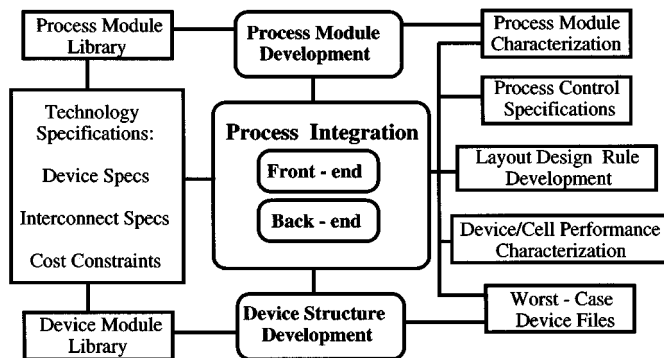 Process Module
Library
Process Module
Development
Process Module
Characterization
Technology
Specifications:
Device Specs
Interconnect Specs
Cost Constraints
Process Integration
Front - end
Back - end
Process Control
Specifications
Layout Design Rule
Development
Device/Cell Performance
Characterization
Device Module
Library
Device Structure
Development
Worst - Case
Device Files